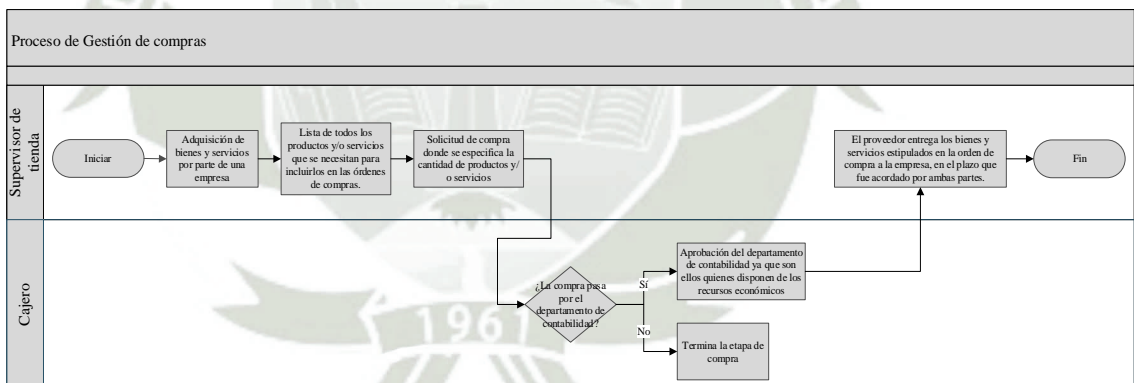 Proceso de Gestión de compras
Supervisor de
tienda
Iniciar
Adquisición de
bienes y servicios
por parte de una
empresa
Lista de todos los
productos y/o servicios
que se necesitan para
incluirlos en las órdenes
de compras.
Solicitud de compra
donde se especifica la
cantidad de productos y/
o servicios
El proveedor entrega los bienes y
servicios estipulados en la orden de
compra a la empresa, en el plazo que
fue acordado por ambas partes.
Fin
Cajero
¿La compra pasa
por el
departamento de
contabilidad?
Sí
Aprobación del departamento
de contabilidad ya que son
ellos quienes disponen de los
recursos económicos
No
Termina la etapa de
compra
1961